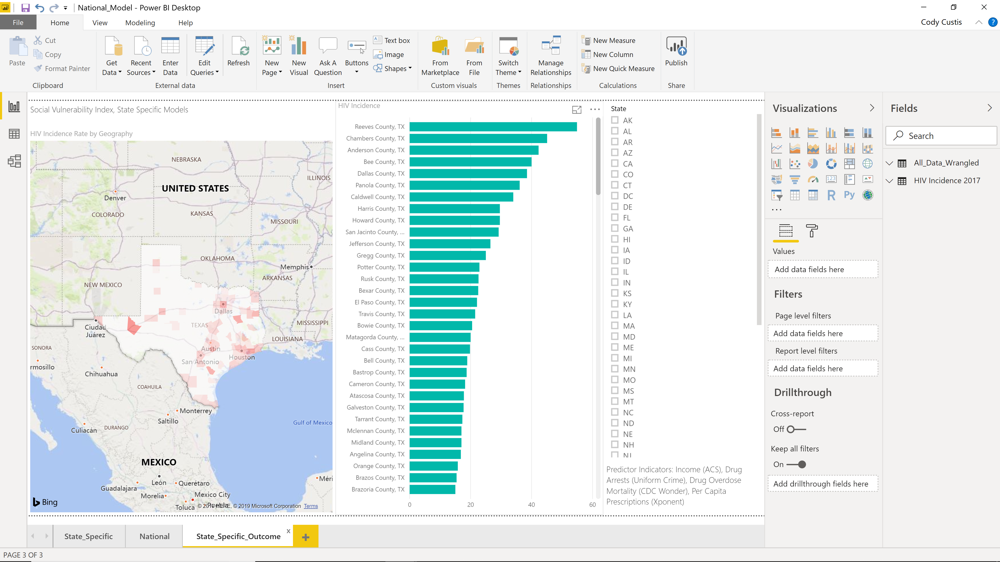 National_Model - Power BI Desktop
File
Home
View
Modeling
Help
Cody Custis
?
Paste
Cut
Copy
Format Painter
Clipboard
Get
Data
Recent
Sources
Enter
Data
Edit
Queries
Refresh
External data
New
Page
New
Visual
Ask A
Question
Buttons
Text box
Image
Shapes
Insert
From
Marketplace
From
File
Custom visuals
Switch
Theme
Themes
Manage
Relationships
Relationships
New Measure
New Column
New Quick Measure
Calculations
Publish
Share
Social Vulnerability Index, State Specific Models
HIV Incidence Rate by Geography
NEBRASKA
ILLINOIS
UNITED STATES
Denver
COLORADO
KANSAS
MISSOURI
OKLAHOMA
Memphis
ARKANSAS
NEW MEXICO
Dallas
TEXAS
MISSISSIPPI
Ciudad
Juárez
LOUISIANA
SONORA
Austin
Houston
San Antonio
rmosillo
Chihuahua
COAHUILA
Monterrey
Saltillo
Gulf of Mexico
Culiacán
DURANGO
MEXICO
León
Querétaro
Méri
Guadalajara
Morelia
Mexico City
Toluca
Bing
© 2019 HERE, © 2019 Microsoft Corporation Terms
HIV Incidence
Reeves County, TX
Chambers County, TX
Anderson County, TX
Bee County, TX
Dallas County, TX
Panola County, TX
Caldwell County, TX
Harris County, TX
Howard County, TX
San Jacinto County, ...
Jefferson County, TX
Gregg County, TX
Potter County, TX
Rusk County, TX
Bexar County, TX
El Paso County, TX
Travis County, TX
Bowie County, TX
Matagorda County, ...
Cass County, TX
Bell County, TX
Bastrop County, TX
Cameron County, TX
Atascosa County, TX
Galveston County, TX
Tarrant County, TX
Mclennan County, TX
Midland County, TX
Angelina County, TX
Orange County, TX
Brazos County, TX
Brazoria County, TX
0 20 40 60
State
AK
AL
AR
AZ
CA
CO
CT
DC
DE
FL
GA
HI
IA
ID
IL
IN
KS
KY
LA
MA
MD
ME
MI
MN
MO
MS
MT
NC
ND
NE
NH
NJ
Predictor Indicators: Income (ACS), Drug
Arrests (Uniform Crime), Drug Overdose
Mortality (CDC Wonder), Per Capita
Prescriptions (Xponent)
Visualizations
123
R
Py
Values
Add data fields here
Filters
Page level filters
Add data fields here
Report level filters
Add data fields here
Drillthrough
Cross-report
Off
Keep all filters
On
Add drillthrough fields here
Fields
Search
All_Data_Wrangled
HIV Incidence 2017
State_Specific
National
State_Specific_Outcome
x
PAGE 3 OF 3